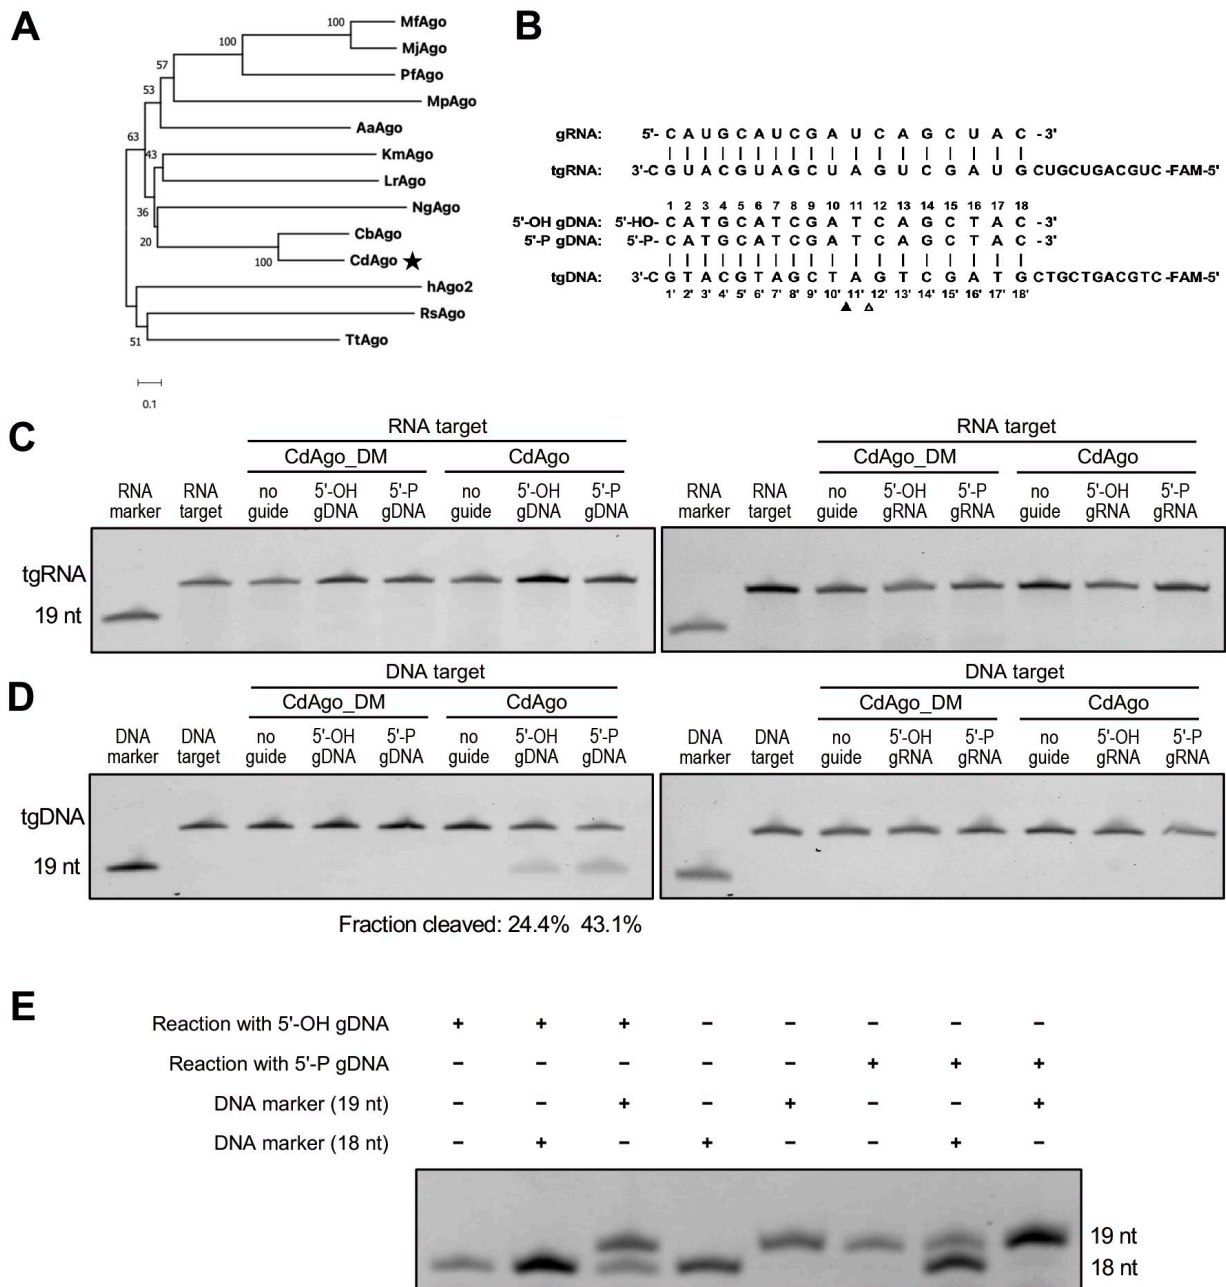 A
MfAgo
100
MjAgo
100
PfAgo
57
MpAgo
53
AaAgo
63
KmAgo
43
LrAgo
NgAgo
36
CbAgo
20
CdAgo ★
100
hAgo2
RsAgo
TtAgo
51
0.1
B
gRNA: 5'- C A U G C A U C G A U C A G C U A C - 3'
tgRNA: 3'-C G U A C G U A G C U A G U C G A U G CUGCUGACGUC -FAM-5'
1 2 3 4 5 6 7 8 9 10 11 12 13 14 15 16 17 18
5'-OH gDNA: 5'-HO- C A T G C A T C G A T C A G C T A C - 3'
5'-P gDNA: 5'-P- C A T G C A T C G A T C A G C T A C - 3'
tgDNA: 3'-C G T A C G T A G C T A G T C G A T G CTGCTGACGTC -FAM-5'
1' 2' 3' 4' 5' 6' 7' 8' 9' 10' 11' 12' 13' 14' 15' 16' 17' 18'
C
RNA target
CdAgo_DM CdAgo
RNA marker RNA target no guide 5'-OH gDNA 5'-P gDNA no guide 5'-OH gDNA 5'-P gDNA
tgRNA
19 nt
RNA target
CdAgo_DM CdAgo
RNA marker RNA target no guide 5'-OH gRNA 5'-P gRNA no guide 5'-OH gRNA 5'-P gRNA
D
DNA target
CdAgo_DM CdAgo
DNA marker DNA target no guide 5'-OH gDNA 5'-P gDNA no guide 5'-OH gDNA 5'-P gDNA
tgDNA
19 nt
Fraction cleaved: 24.4% 43.1%
DNA target
CdAgo_DM CdAgo
DNA marker DNA target no guide 5'-OH gRNA 5'-P gRNA no guide 5'-OH gRNA 5'-P gRNA
E
Reaction with 5'-OH gDNA + + + − − − − −
Reaction with 5'-P gDNA − − − − − + + +
DNA marker (19 nt) − − + − + − − +
DNA marker (18 nt) − + − + − − + −
19 nt
18 nt